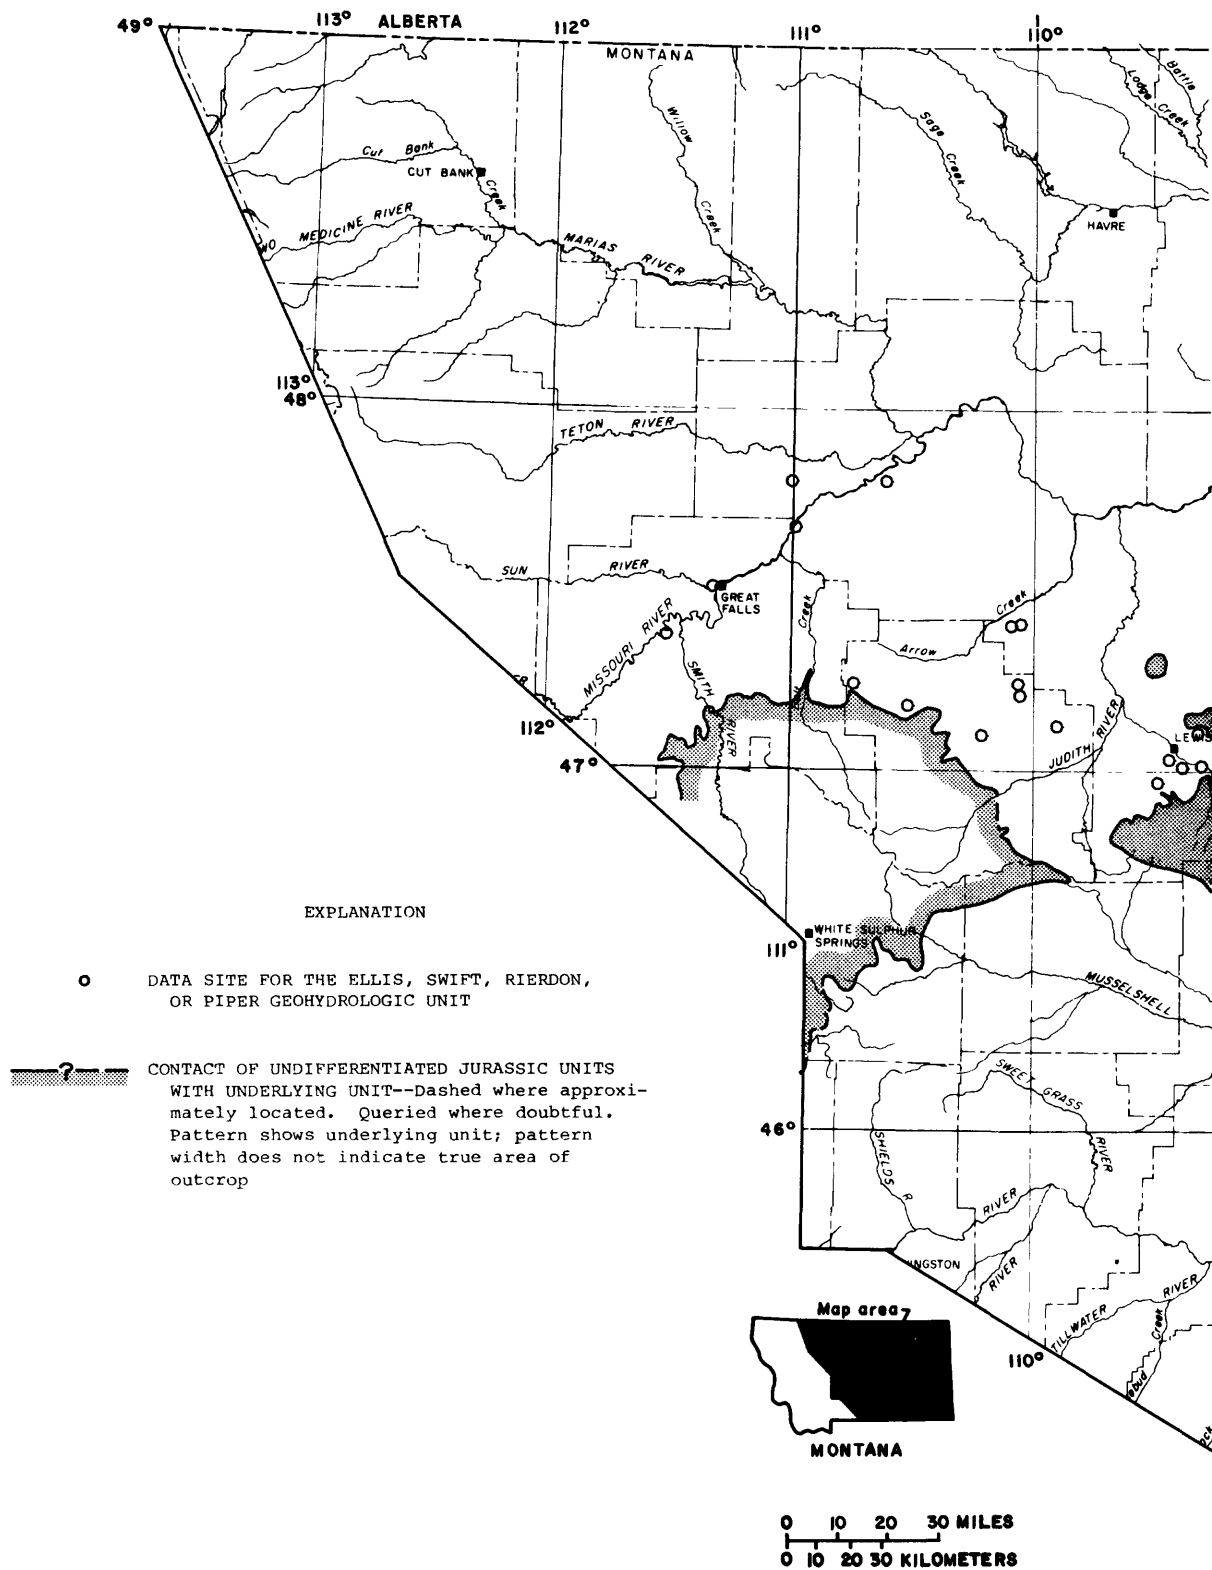 49° 113° ALBERTA 112° 111° 110°
MONTANA
Battle
Lodge Creek
Willow
Creek
Sage
Creek
Cut Bank
CUT BANK
Creek
MEDICINE RIVER
HAVRE
MARIAS
RIVER
113°
48°
TETON RIVER
SUN RIVER
GREAT
FALLS
Creek
Creek
Arrow
MISSOURI RIVER
SMITH
RIVER
112°
JUDITH RIVER
LEWIS
47°
WHITE SULPHUR
SPRINGS
111°
MUSSELSHELL
SWEET GRASS
RIVER
46°
SHIELDS
R
RIVER
INGSTON
RIVER
TILLWATER RIVER
Creek
ebud
110°
EXPLANATION
DATA SITE FOR THE ELLIS, SWIFT, RIERDON,
OR PIPER GEOHYDROLOGIC UNIT
? CONTACT OF UNDIFFERENTIATED JURASSIC UNITS
WITH UNDERLYING UNIT--Dashed where approxi-
mately located. Queried where doubtful.
Pattern shows underlying unit; pattern
width does not indicate true area of
outcrop
Map area
MONTANA
0 10 20 30 MILES
0 10 20 30 KILOMETERS